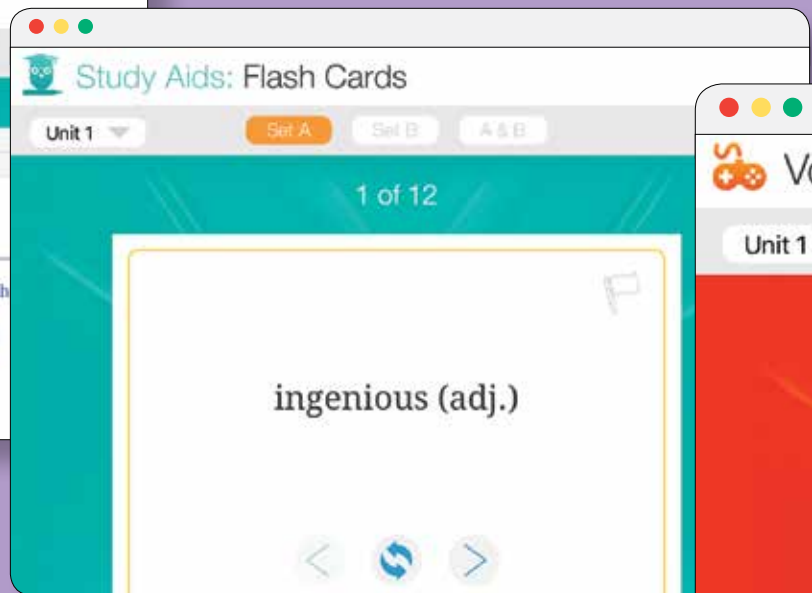 Study Aids: Flash Cards
Unit 1
Set A
Set B
A & B
1 of 12
ingenious (adj.)
Unit 1